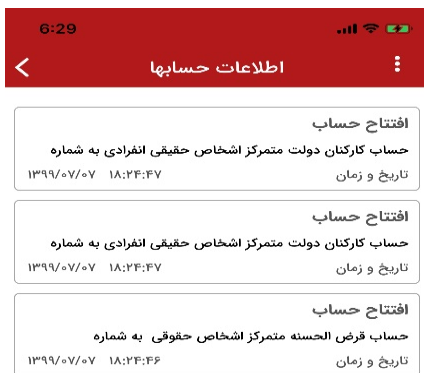 6:29
اطلاعات حسابها
افتتاح حساب
حساب کارکنان دولت متمرکز اشخاص حقیقی انفرادی به شماره
تاریخ و زمان ۱۸:۲۴:۴۷ ۱۳۹۹/۰۷/۰۷
افتتاح حساب
حساب کارکنان دولت متمرکز اشخاص حقیقی انفرادی به شماره
تاریخ و زمان ۱۸:۲۴:۴۷ ۱۳۹۹/۰۷/۰۷
افتتاح حساب
حساب قرض الحسنه متمرکز اشخاص حقوقی به شماره
تاریخ و زمان ۱۸:۲۴:۴۶ ۱۳۹۹/۰۷/۰۷